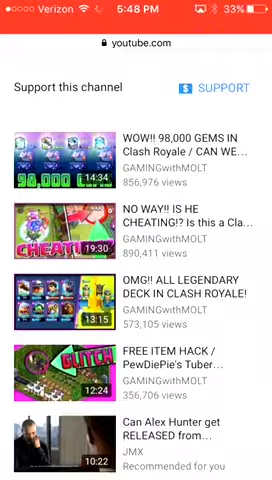 Verizon
5:48 PM
33%
youtube.com
Support this channel
SUPPORT
WOW!! 98,000 GEMS IN
Clash Royale / CAN WE...
GAMINGwithMOLT
856,976 views
98,000
14:34
NO WAY!! IS HE
CHEATING!? Is this a Cla...
GAMINGwithMOLT
890,411 views
CHEATING
19:30
OMG!! ALL LEGENDARY
DECK IN CLASH ROYALE!
GAMINGwithMOLT
573,105 views
13:15
FREE ITEM HACK /
PewDiePie's Tuber...
GAMINGwithMOLT
356,706 views
GLITCH
12:24
Can Alex Hunter get
RELEASED from...
JMX
Recommended for you
10:22